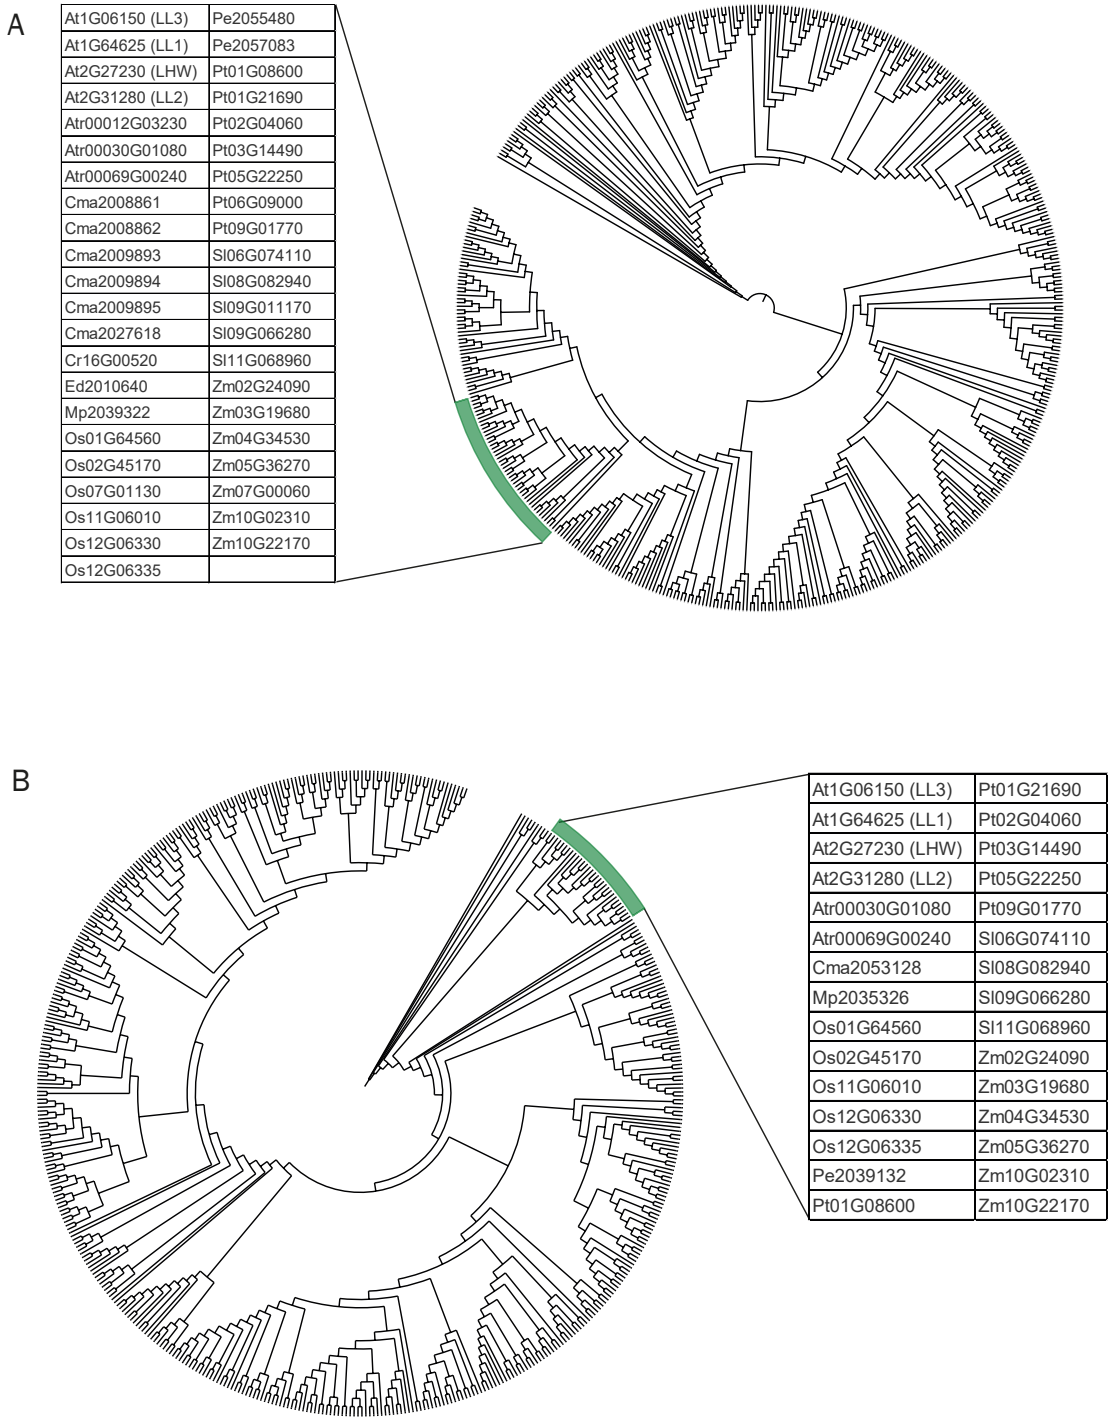 A
At1G06150 (LL3) Pe2055480
At1G64625 (LL1) Pe2057083
At2G27230 (LHW) Pt01G08600
At2G31280 (LL2) Pt01G21690
Atr00012G03230 Pt02G04060
Atr00030G01080 Pt03G14490
Atr00069G00240 Pt05G22250
Cma2008861 Pt06G09000
Cma2008862 Pt09G01770
Cma2009893 Sl06G074110
Cma2009894 Sl08G082940
Cma2009895 Sl09G011170
Cma2027618 Sl09G066280
Cr16G00520 Sl11G068960
Ed2010640 Zm02G24090
Mp2039322 Zm03G19680
Os01G64560 Zm04G34530
Os02G45170 Zm05G36270
Os07G01130 Zm07G00060
Os11G06010 Zm10G02310
Os12G06330 Zm10G22170
Os12G06335
B
At1G06150 (LL3) Pt01G21690
At1G64625 (LL1) Pt02G04060
At2G27230 (LHW) Pt03G14490
At2G31280 (LL2) Pt05G22250
Atr00030G01080 Pt09G01770
Atr00069G00240 Sl06G074110
Cma2053128 Sl08G082940
Mp2035326 Sl09G066280
Os01G64560 Sl11G068960
Os02G45170 Zm02G24090
Os11G06010 Zm03G19680
Os12G06330 Zm04G34530
Os12G06335 Zm05G36270
Pe2039132 Zm10G02310
Pt01G08600 Zm10G22170